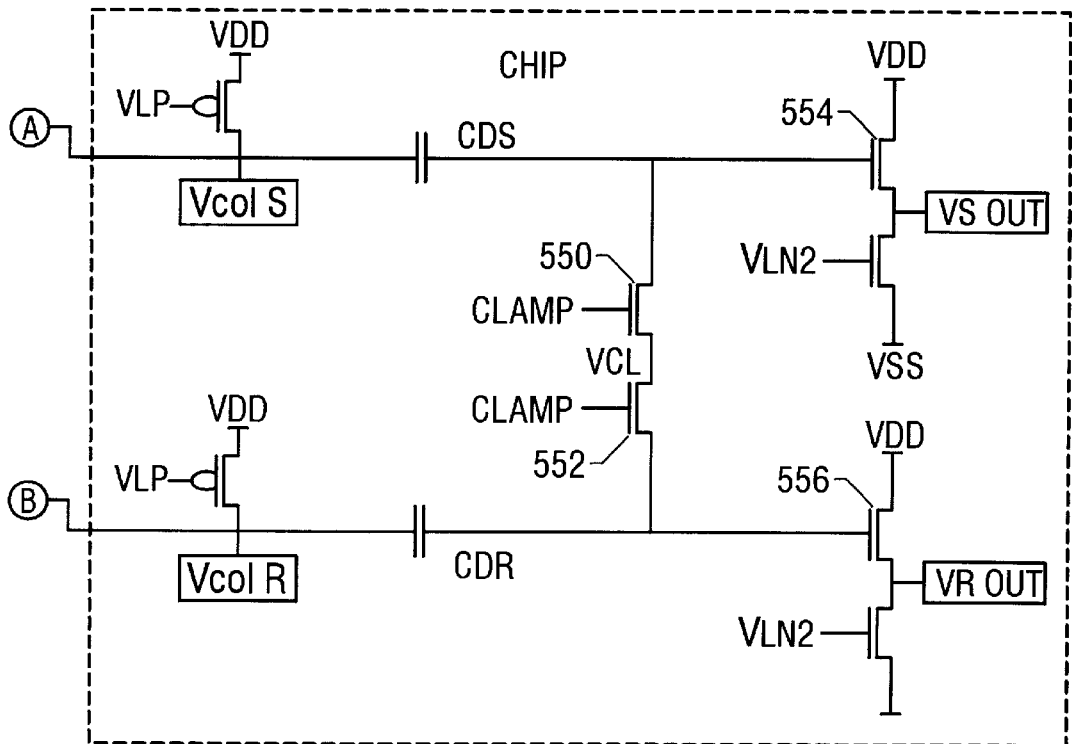 VDD
CHIP
VDD
VLP
554
A
CDS
Vcol S
VS OUT
550
VLN2
CLAMP
VCL
VSS
CLAMP
VDD
VDD
552
VLP
556
B
CDR
Vcol R
VR OUT
VLN2